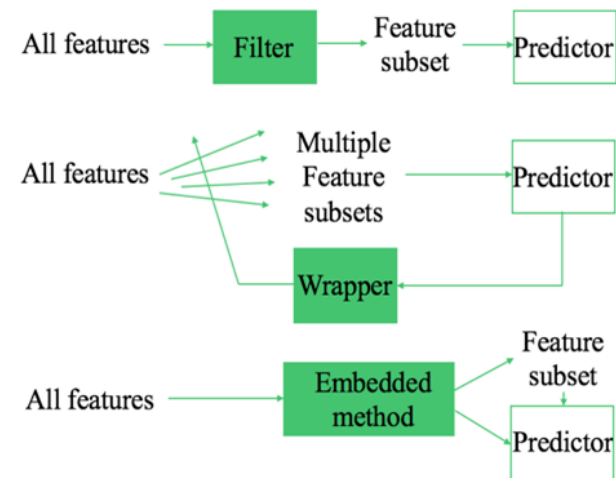 All features
Filter
Feature
subset
Predictor
All features
Multiple
Feature
subsets
Predictor
Wrapper
All features
Embedded
method
Feature
subset
Predictor